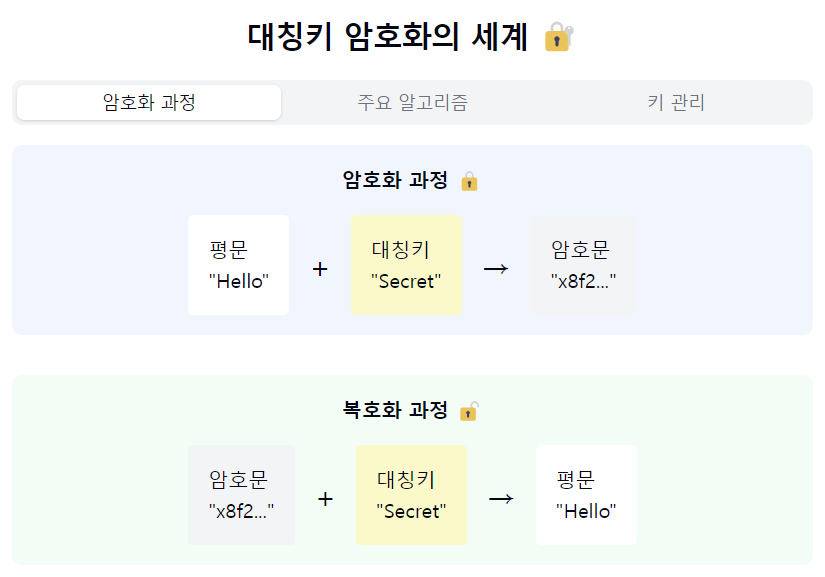 대칭키 암호화의 세계 🔐
암호화 과정 주요 알고리즘 키 관리
암호화 과정 🔒
평문 대칭키 암호문
+ →
"Hello" "Secret" "x8f2..."
복호화 과정 🔓
암호문 대칭키 평문
+ →
"x8f2..." "Secret" "Hello"